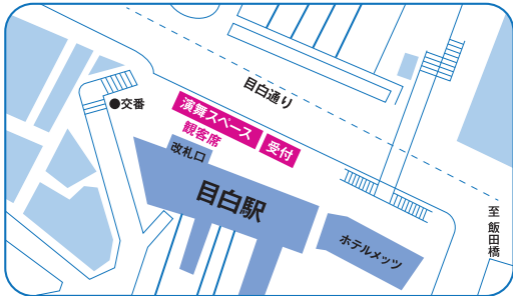 目白通り
●交番
演舞スペース
観客席
受付
改札口
目白駅
ホテルメッツ
至 飯田橋